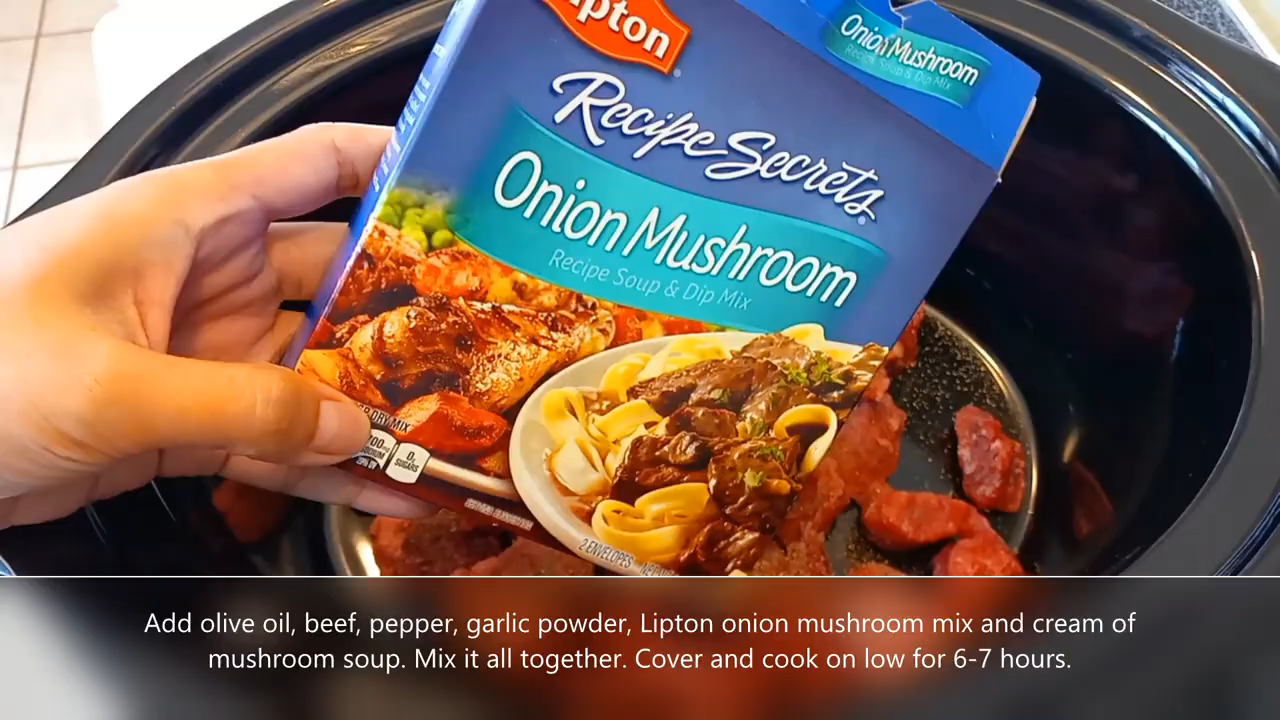 Lipton
Onion Mushroom
Recipe Soup & Dip Mix
Recipe Secrets
Onion Mushroom
Recipe Soup & Dip Mix
DRY MIX
0g
SUGARS
2 ENVELOPES
Add olive oil, beef, pepper, garlic powder, Lipton onion mushroom mix and cream of
mushroom soup. Mix it all together. Cover and cook on low for 6-7 hours.